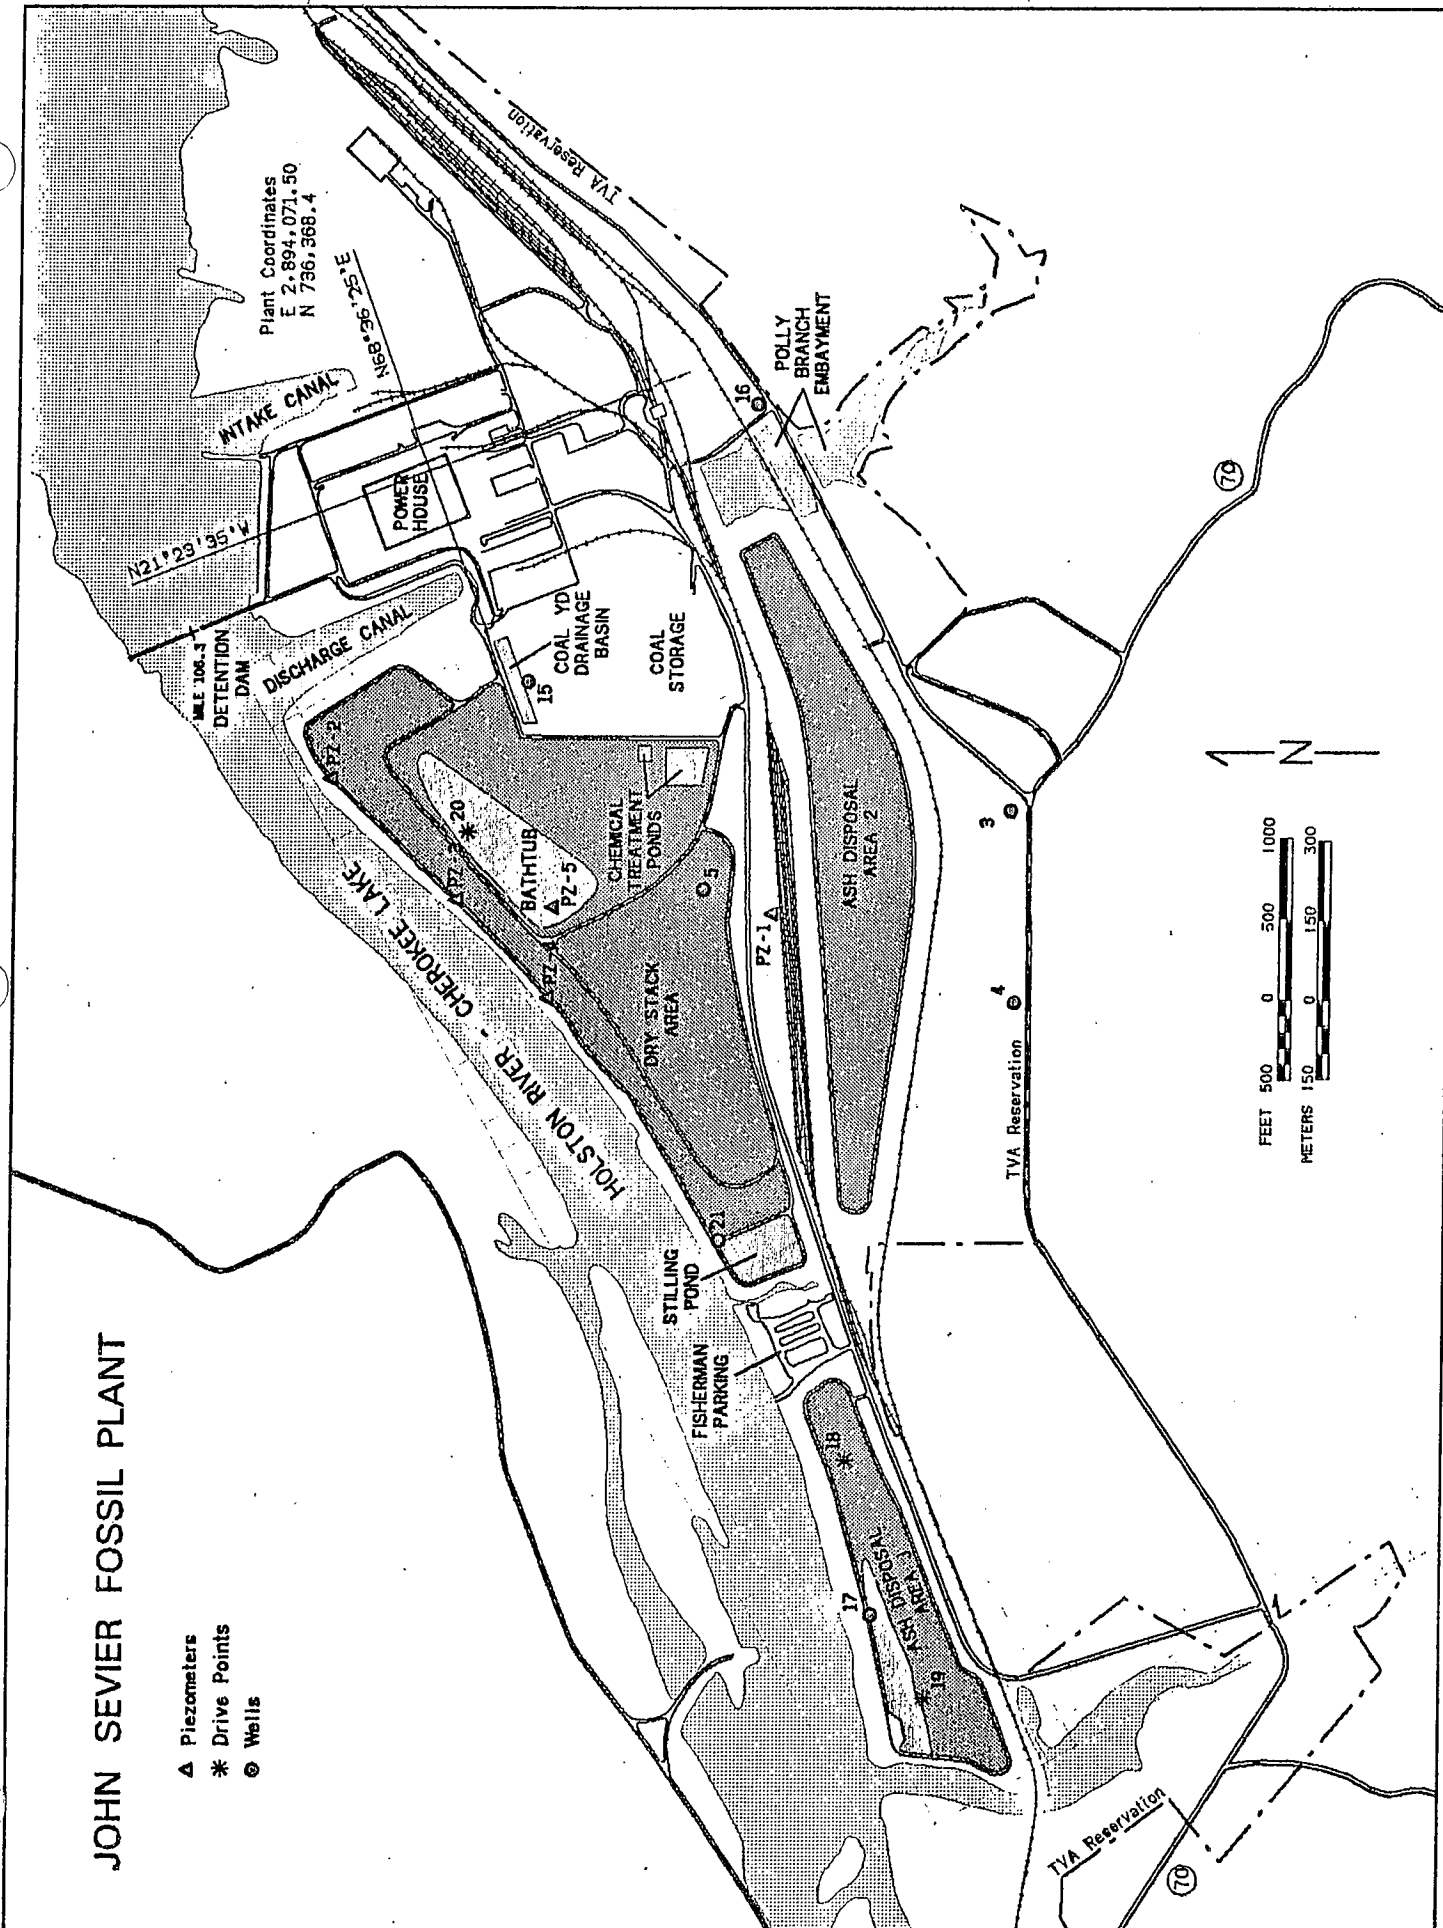 JOHN SEVIER FOSSIL PLANT
Piezometers
Drive Points
Wells
Plant Coordinates
E 2,894,071.50
N 736,368.4
N68°36'25"E
N21°23'35"W
INTAKE CANAL
POWER
HOUSE
MILE 106.3
DETENTION
DAM
DISCHARGE CANAL
COAL YD
DRAINAGE
BASIN
15
COAL
STORAGE
TVA Reservation
16
POLLY
BRANCH
EMBAYMENT
70
PZ-2
20
PZ-3
BATHTUB
PZ-5
PZ-4
CHEMICAL
TREATMENT
PONDS
5
HOLSTON RIVER - CHEROKEE LAKE
DRY STACK
AREA
PZ-1
ASH DISPOSAL
AREA 2
3
4
TVA Reservation
21
STILLING
POND
FISHERMAN
PARKING
18
17
ASH DISPOSAL
AREA J
19
N
FEET 500 0 500 1000
METERS 150 0 150 300
TVA Reservation
70